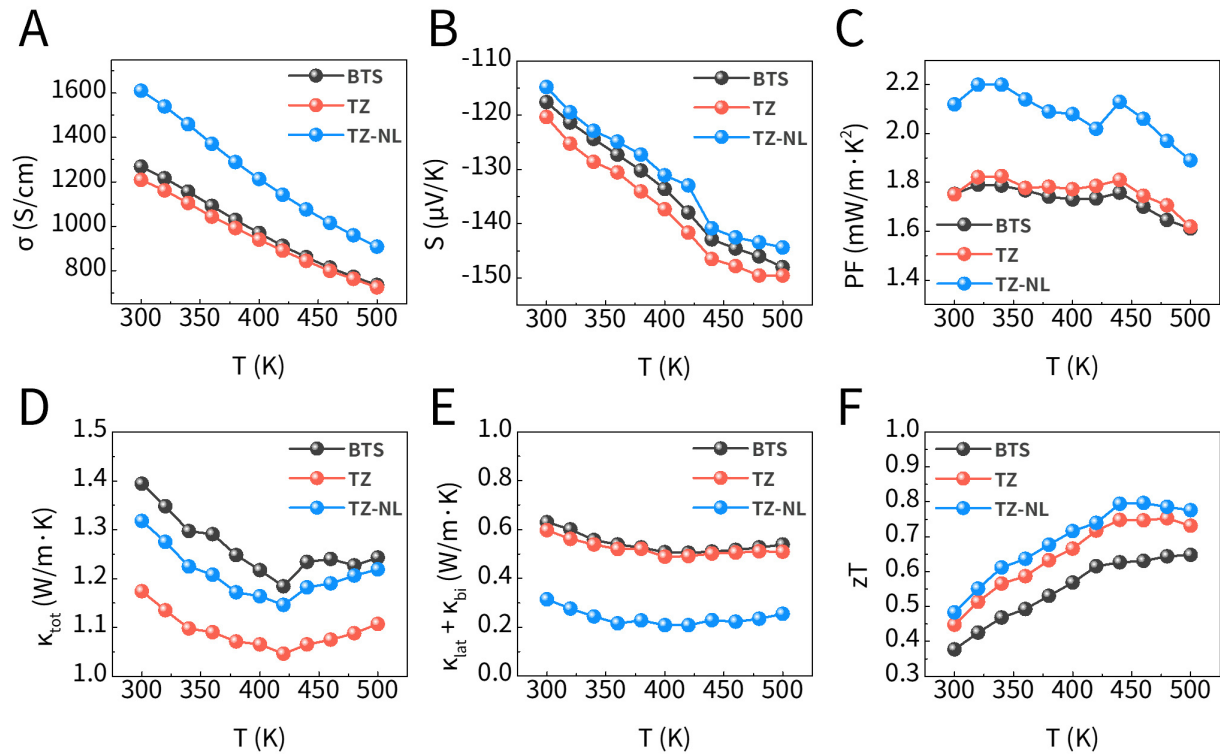 A
σ (S/cm)
1600
1400
1200
1000
800
BTS
TZ
TZ-NL
300 350 400 450 500
T (K)
B
S (μV/K)
-110
-120
-130
-140
-150
BTS
TZ
TZ-NL
300 350 400 450 500
T (K)
C
PF (mW/m·K²)
2.2
2.0
1.8
1.6
1.4
BTS
TZ
TZ-NL
300 350 400 450 500
T (K)
D
κtot (W/m·K)
1.5
1.4
1.3
1.2
1.1
1.0
BTS
TZ
TZ-NL
300 350 400 450 500
T (K)
E
κlat + κbi (W/m·K)
1.0
0.8
0.6
0.4
0.2
0.0
BTS
TZ
TZ-NL
300 350 400 450 500
T (K)
F
zT
1.0
0.9
0.8
0.7
0.6
0.5
0.4
0.3
BTS
TZ
TZ-NL
300 350 400 450 500
T (K)